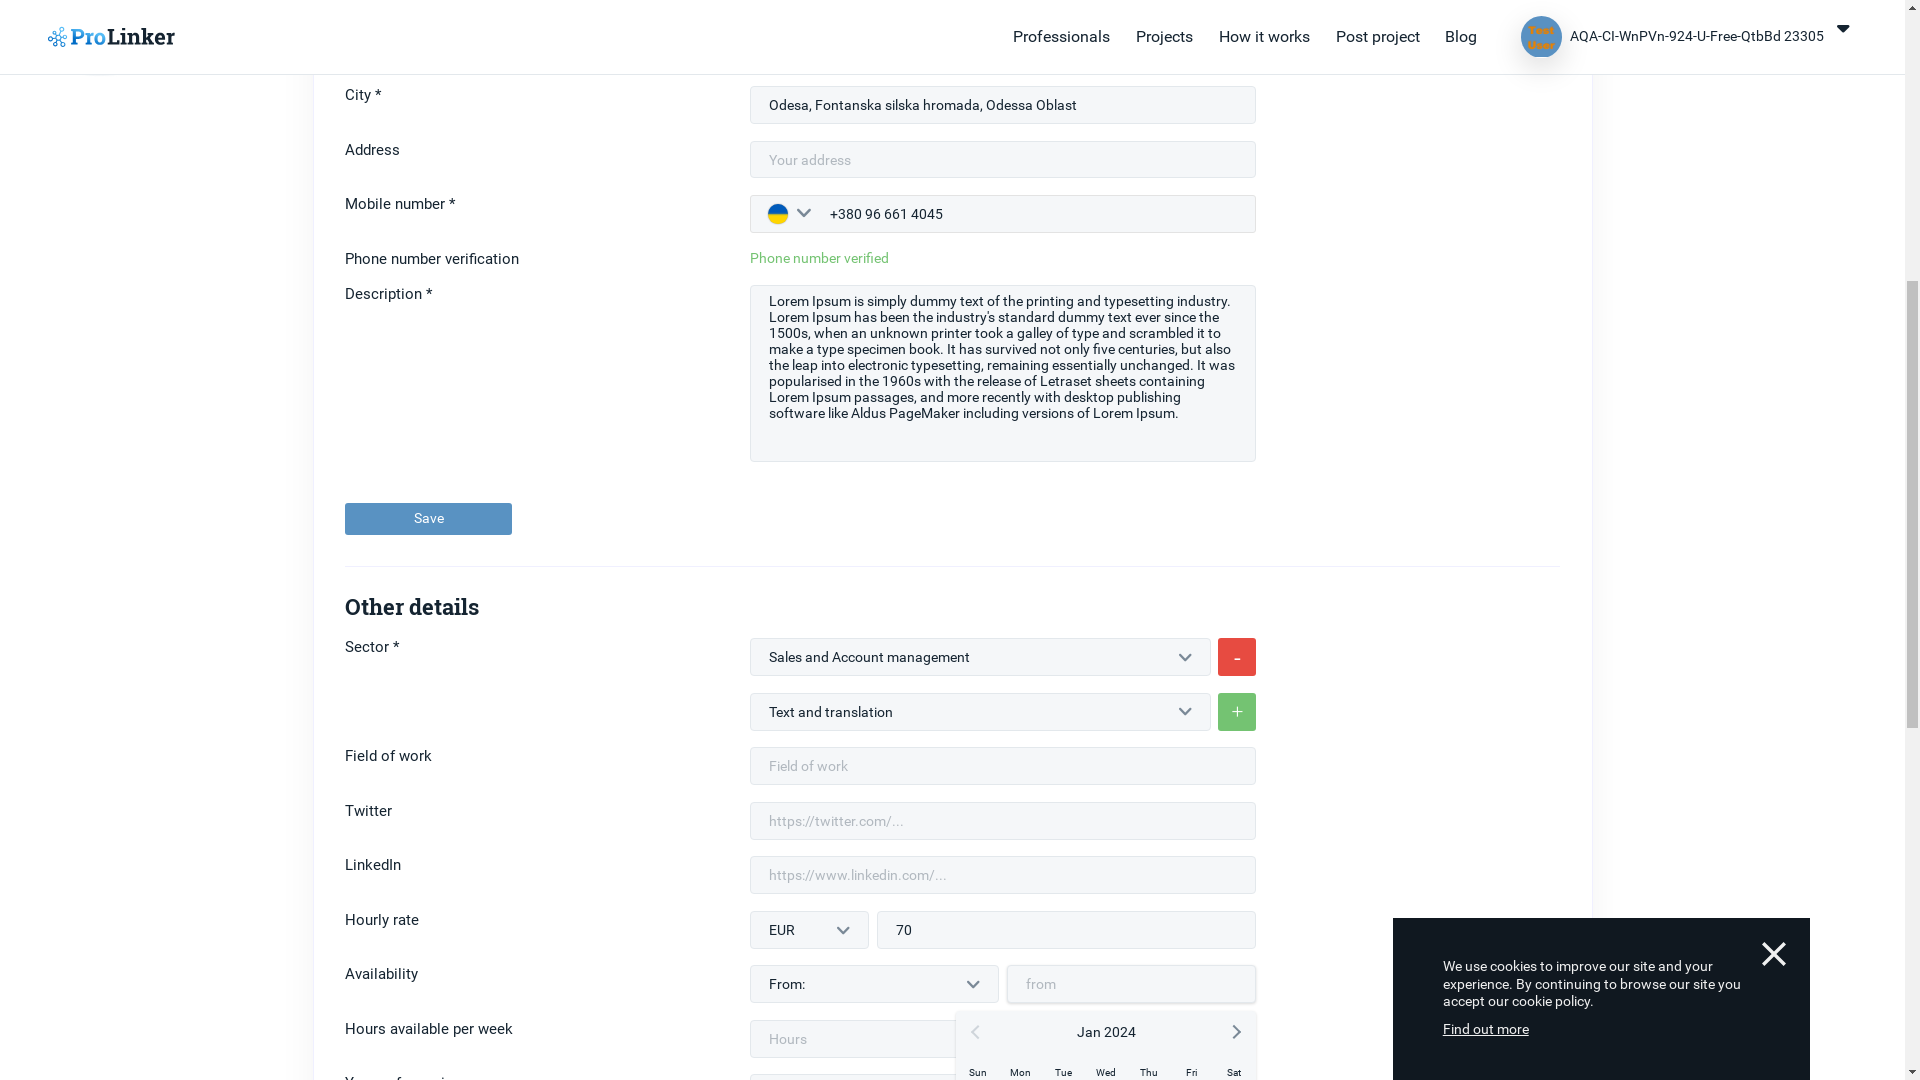 ProLinker
Professionals Projects How it works Post project Blog
Test
User
AQA-CI-WnPVn-924-U-Free-QtbBd 23305
City *
Odesa, Fontanska silska hromada, Odessa Oblast
Address
Your address
Mobile number *
+380 96 661 4045
Phone number verification
Phone number verified
Description *
Lorem Ipsum is simply dummy text of the printing and typesetting industry.
Lorem Ipsum has been the industry's standard dummy text ever since the
1500s, when an unknown printer took a galley of type and scrambled it to
make a type specimen book. It has survived not only five centuries, but also
the leap into electronic typesetting, remaining essentially unchanged. It was
popularised in the 1960s with the release of Letraset sheets containing
Lorem Ipsum passages, and more recently with desktop publishing
software like Aldus PageMaker including versions of Lorem Ipsum.
Save
Other details
Sector *
Sales and Account management
-
Text and translation
+
Field of work
Field of work
Twitter
https://twitter.com/...
LinkedIn
https://www.linkedin.com/...
Hourly rate
EUR
70
Availability
From:
from
Hours available per week
Hours
Jan 2024
Sun Mon Tue Wed Thu Fri Sat
We use cookies to improve our site and your
experience. By continuing to browse our site you
accept our cookie policy.
Find out more